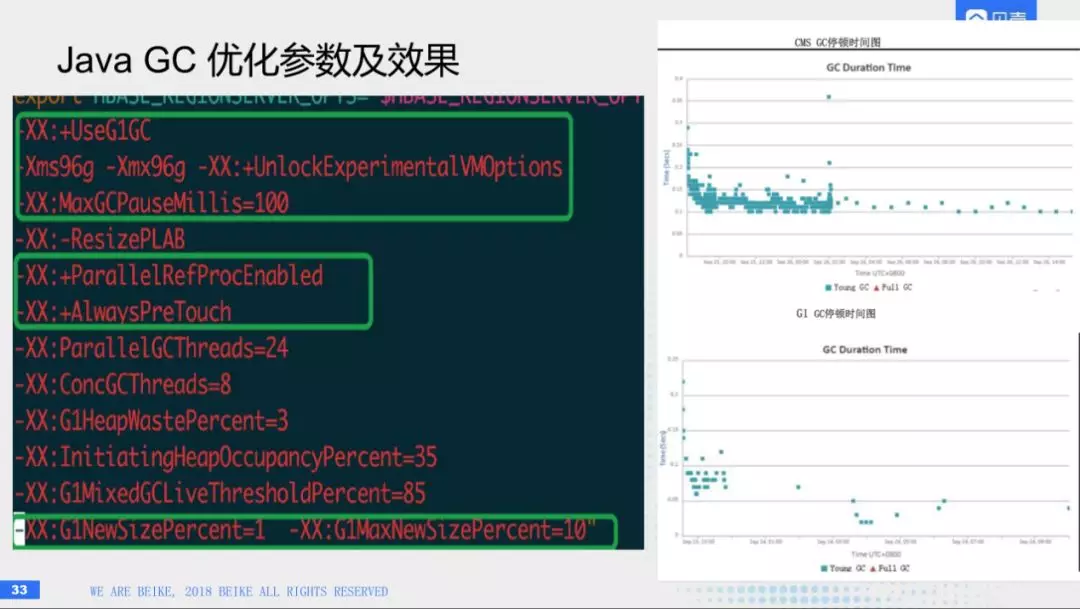 贝壳
Java GC 优化参数及效果
export HBASE_REGIONSERVER_OPTS="$HBASE_REGIONSERVER_OPT
-XX:+UseG1GC
-Xms96g -Xmx96g -XX:+UnlockExperimentalVMOptions
-XX:MaxGCPauseMillis=100
-XX:-ResizePLAB
-XX:+ParallelRefProcEnabled
-XX:+AlwaysPreTouch
-XX:ParallelGCThreads=24
-XX:ConcGCThreads=8
-XX:G1HeapWastePercent=3
-XX:InitiatingHeapOccupancyPercent=35
-XX:G1MixedGCLiveThresholdPercent=85
-XX:G1NewSizePercent=1 -XX:G1MaxNewSizePercent=10"
CMS GC停顿时间图
GC Duration Time
Time (Secs)
Time UTC+0800
Young GC Full GC
G1 GC停顿时间图
GC Duration Time
Time (Secs)
Time UTC+0800
Young GC Full GC
33
WE ARE BEIKE, 2018 BEIKE ALL RIGHTS RESERVED